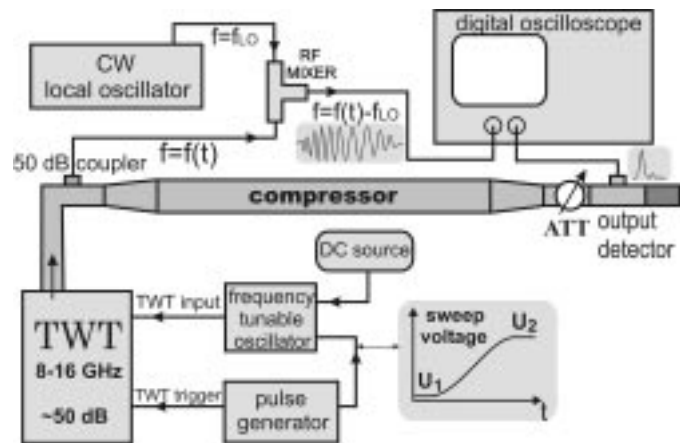 digital oscilloscope
f=fLO
CW
local oscillator
RF
MIXER
f=f(t)-fLO
f=f(t)
50 dB coupler
compressor
ATT
output
detector
DC source
TWT input
frequency
tunable
oscillator
TWT
8-16 GHz
~50 dB
TWT trigger
pulse
generator
sweep
voltage
U2
U1
t